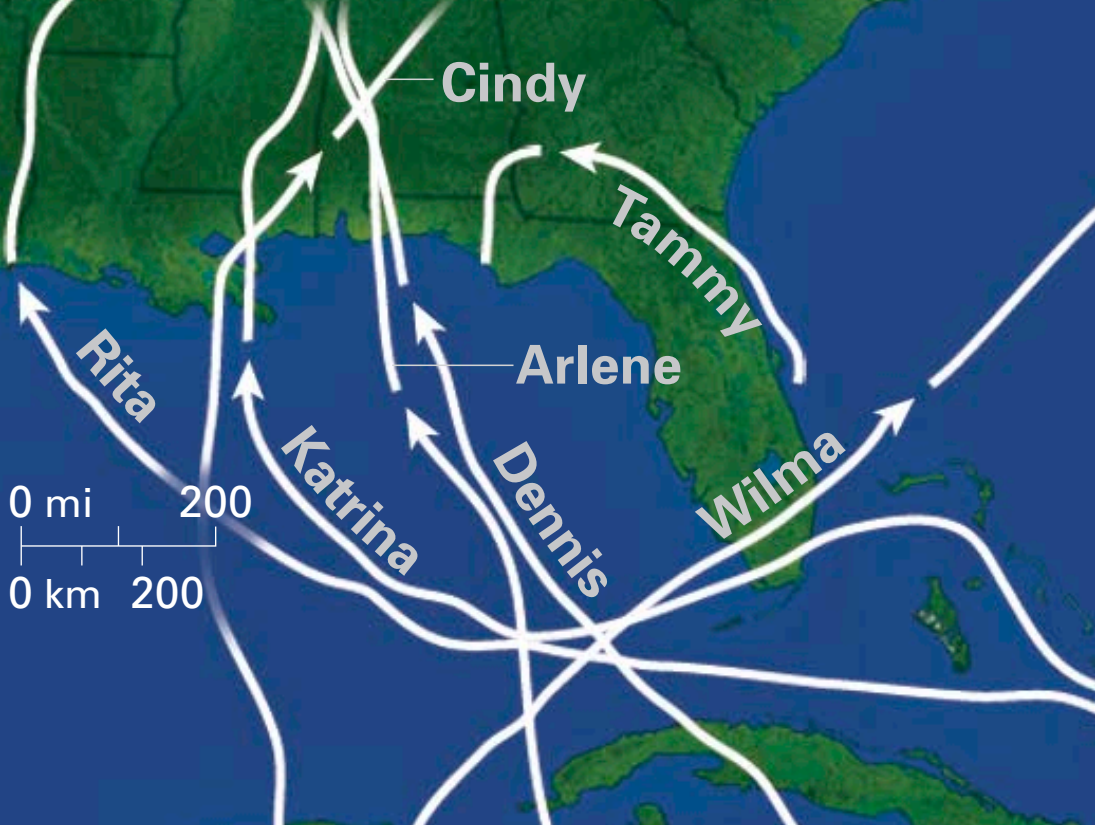 Cindy
Tammy
Arlene
Rita
Katrina
Dennis
Wilma
0 mi 200
0 km 200